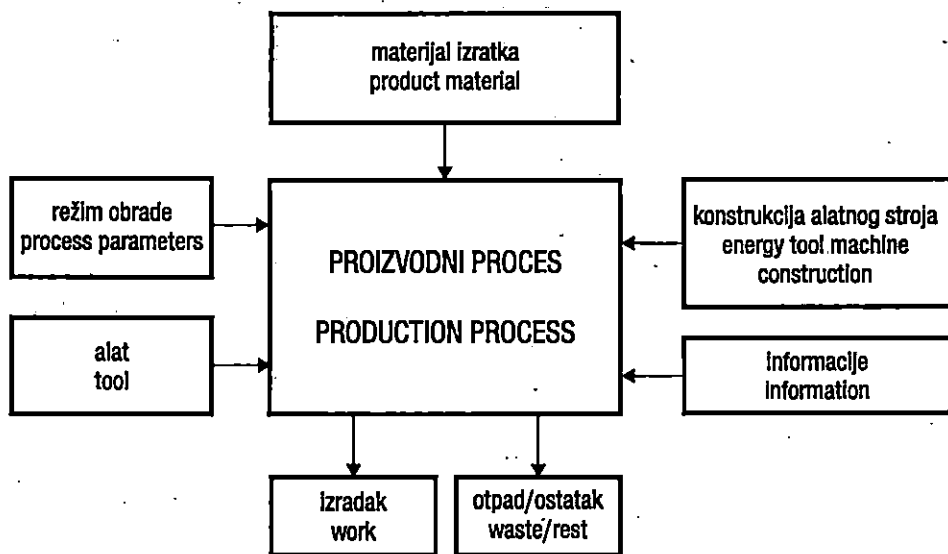 materijal izratka
product material
režim obrade
process parameters
konstrukcija alatnog stroja
energy tool machine
construction
PROIZVODNI PROCES
PRODUCTION PROCESS
alat
tool
informacije
information
izradak
work
otpad/ostatak
waste/rest